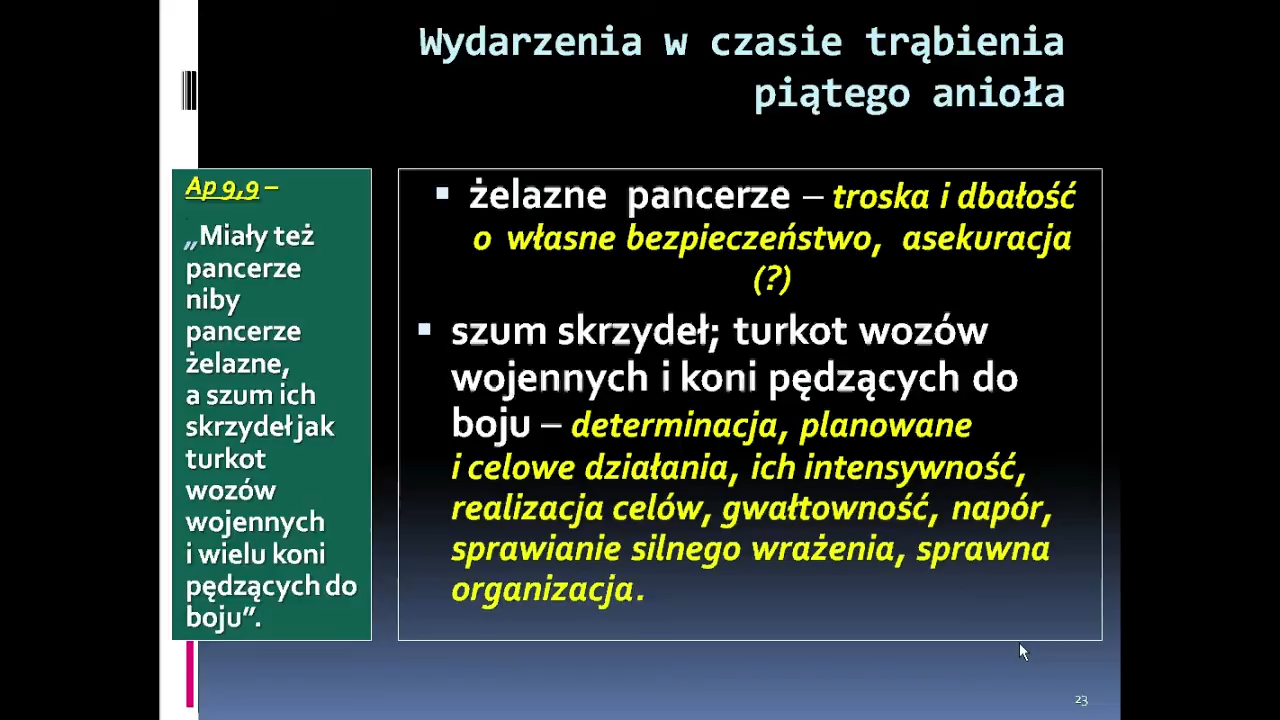 Wydarzenia w czasie trąbienia
piątego anioła
Ap 9,9 –
„Miały też
pancerze
niby
pancerze
żelazne,
a szum ich
skrzydeł jak
turkot
wozów
wojennych
i wielu koni
pędzących do
boju”.
▪ żelazne pancerze – troska i dbałość
o własne bezpieczeństwo, asekuracja
(?)
▪ szum skrzydeł; turkot wozów
wojennych i koni pędzących do
boju – determinacja, planowane
i celowe działania, ich intensywność,
realizacja celów, gwałtowność, napór,
sprawianie silnego wrażenia, sprawna
organizacja.
23